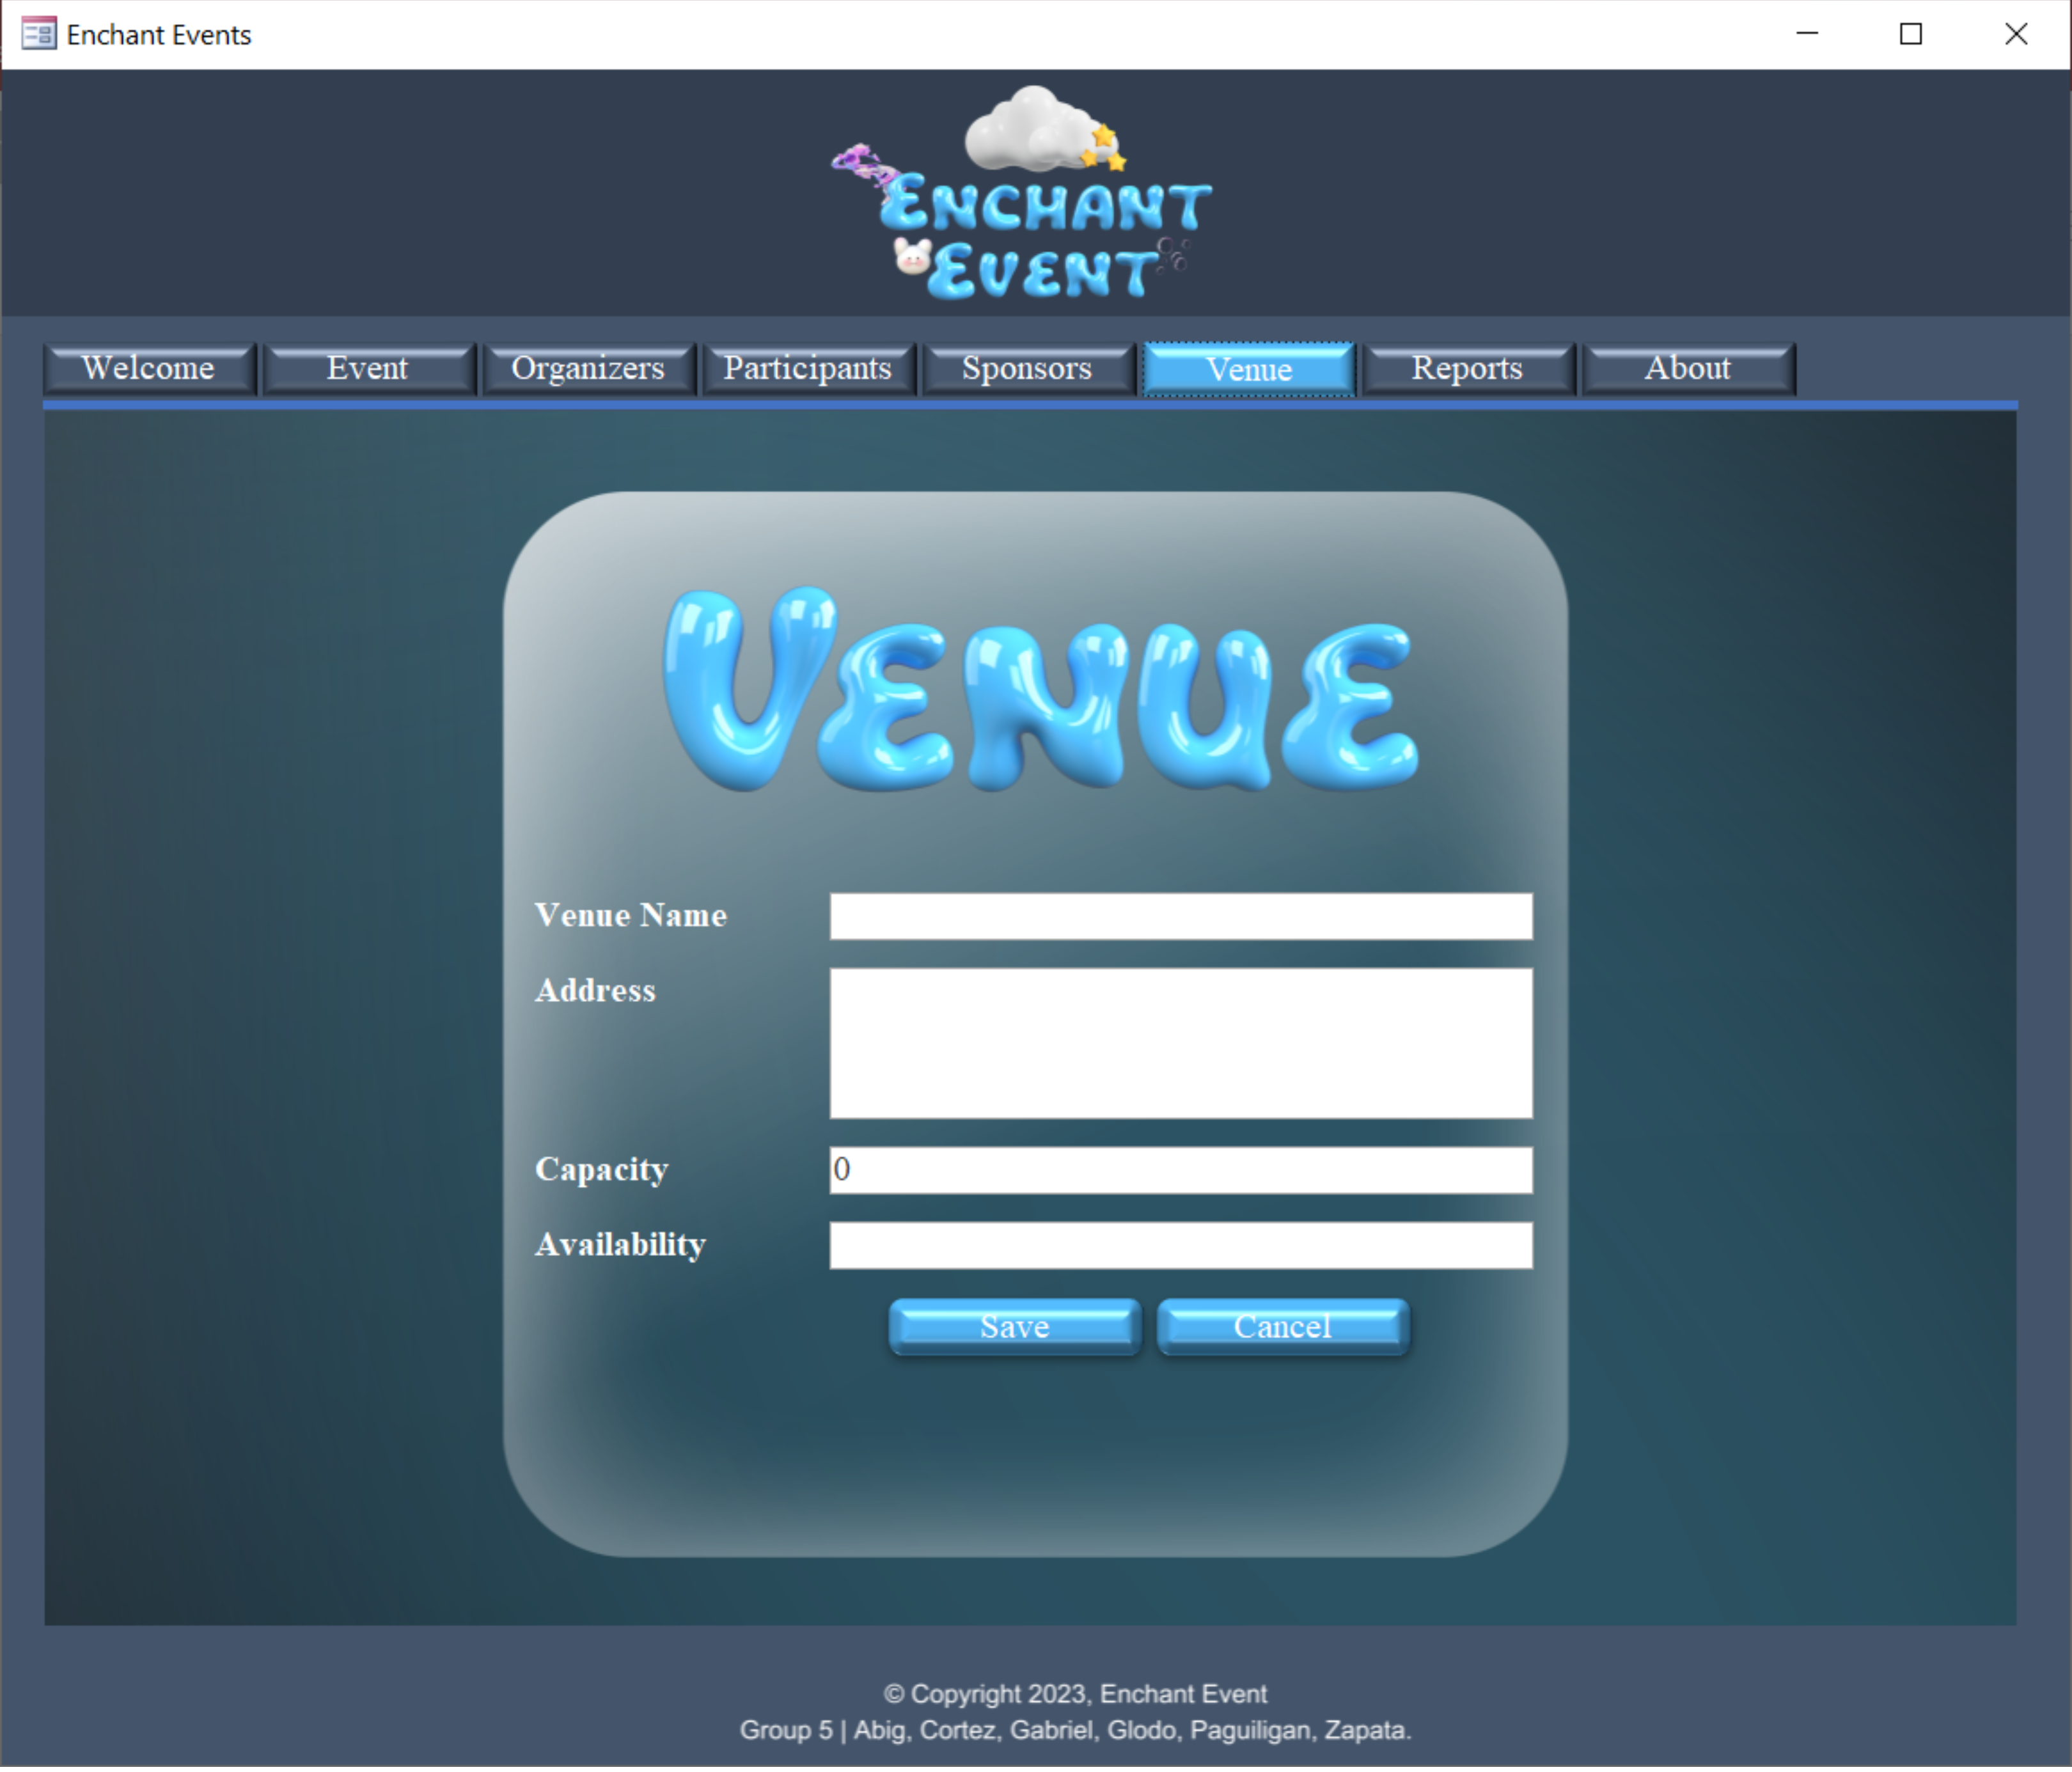 Enchant Events
ENCHANT
EVENT
Welcome Event Organizers Participants Sponsors Venue Reports About
VENUE
Venue Name
Address
Capacity 0
Availability
Save Cancel
© Copyright 2023, Enchant Event
Group 5 | Abig, Cortez, Gabriel, Glodo, Paguiligan, Zapata.